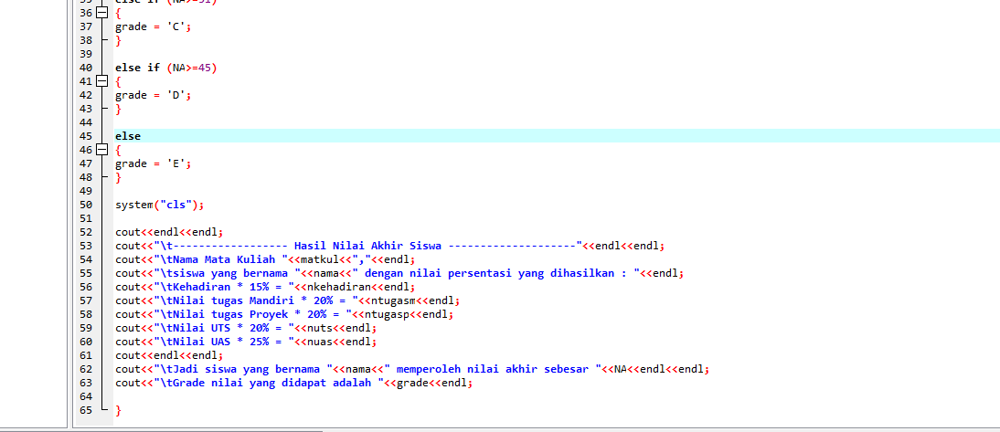 35 else if (NA>=51)
36 {
37 grade = 'C';
38 }
39
40 else if (NA>=45)
41 {
42 grade = 'D';
43 }
44
45 else
46 {
47 grade = 'E';
48 }
49
50 system("cls");
51
52 cout<<endl<<endl;
53 cout<<"\t------------------ Hasil Nilai Akhir Siswa --------------------"<<endl<<endl;
54 cout<<"\tNama Mata Kuliah "<<matkul<<","<<endl;
55 cout<<"\tsiswa yang bernama "<<nama<<" dengan nilai persentasi yang dihasilkan : "<<endl;
56 cout<<"\tKehadiran * 15% = "<<nkehadiran<<endl;
57 cout<<"\tNilai tugas Mandiri * 20% = "<<ntugasm<<endl;
58 cout<<"\tNilai tugas Proyek * 20% = "<<ntugasp<<endl;
59 cout<<"\tNilai UTS * 20% = "<<nuts<<endl;
60 cout<<"\tNilai UAS * 25% = "<<nuas<<endl;
61 cout<<endl<<endl;
62 cout<<"\tJadi siswa yang bernama "<<nama<<" memperoleh nilai akhir sebesar "<<NA<<endl<<endl;
63 cout<<"\tGrade nilai yang didapat adalah "<<grade<<endl;
64
65 }